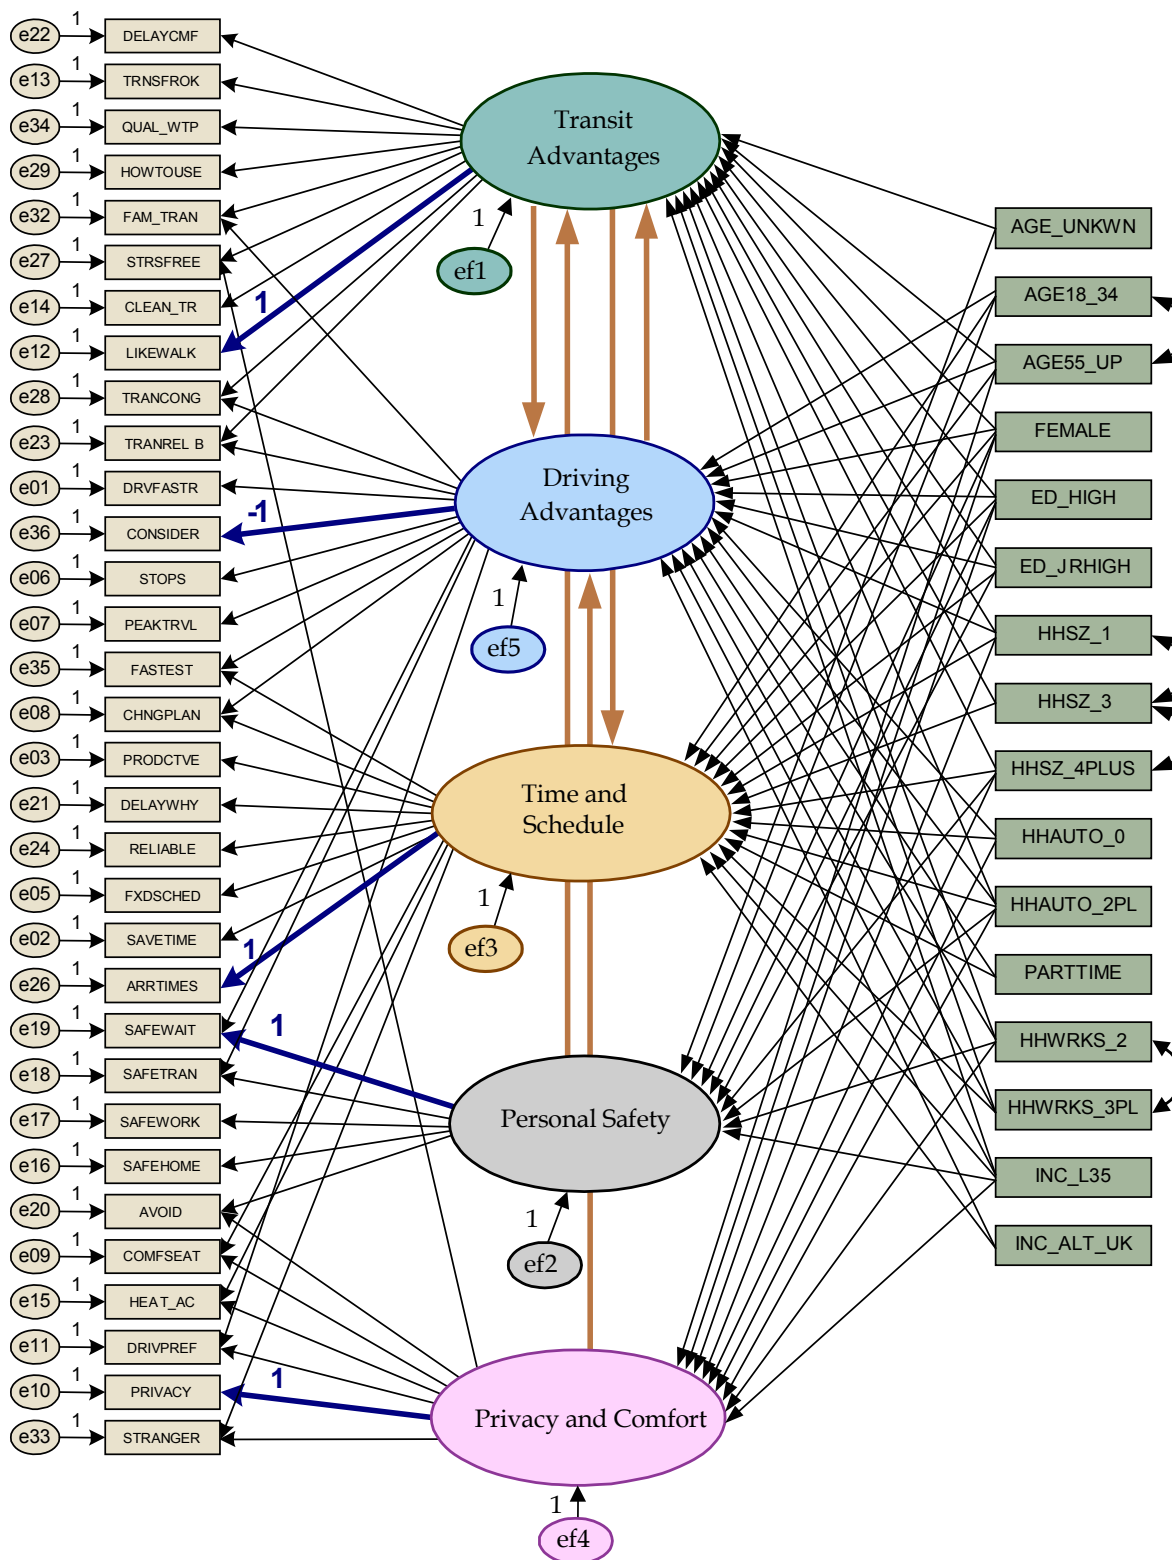 e22 1 DELAYCMF
e13 1 TRNSFROK
e34 1 QUAL_WTP
e29 1 HOWTOUSE
e32 1 FAM_TRAN
e27 1 STRSFREE
e14 1 CLEAN_TR
e12 1 LIKEWALK
e28 1 TRANCONG
e23 1 TRANREL B
e01 1 DRVFASTR
e36 1 CONSIDER
e06 1 STOPS
e07 1 PEAKTRVL
e35 1 FASTEST
e08 1 CHNGPLAN
e03 1 PRODCTVE
e21 1 DELAYWHY
e24 1 RELIABLE
e05 1 FXDSCHED
e02 1 SAVETIME
e26 1 ARRTIMES
e19 1 SAFEWAIT
e18 1 SAFETRAN
e17 1 SAFEWORK
e16 1 SAFEHOME
e20 1 AVOID
e09 1 COMFSEAT
e15 1 HEAT_AC
e11 1 DRIVPREF
e10 1 PRIVACY
e33 1 STRANGER
1
-1
1
1
1
Transit
Advantages
1
ef1
Driving
Advantages
1
ef5
Time and
Schedule
1
ef3
Personal Safety
1
ef2
Privacy and Comfort
1
ef4
AGE_UNKWN
AGE18_34
AGE55_UP
FEMALE
ED_HIGH
ED_JRHIGH
HHSZ_1
HHSZ_3
HHSZ_4PLUS
HHAUTO_0
HHAUTO_2PL
PARTTIME
HHWRKS_2
HHWRKS_3PL
INC_L35
INC_ALT_UK